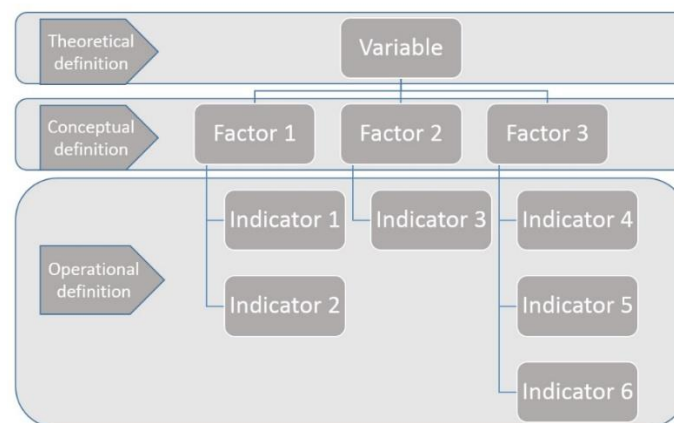 Theoretical
definition
Variable
Conceptual
definition
Factor 1
Factor 2
Factor 3
Operational
definition
Indicator 1
Indicator 3
Indicator 4
Indicator 2
Indicator 5
Indicator 6